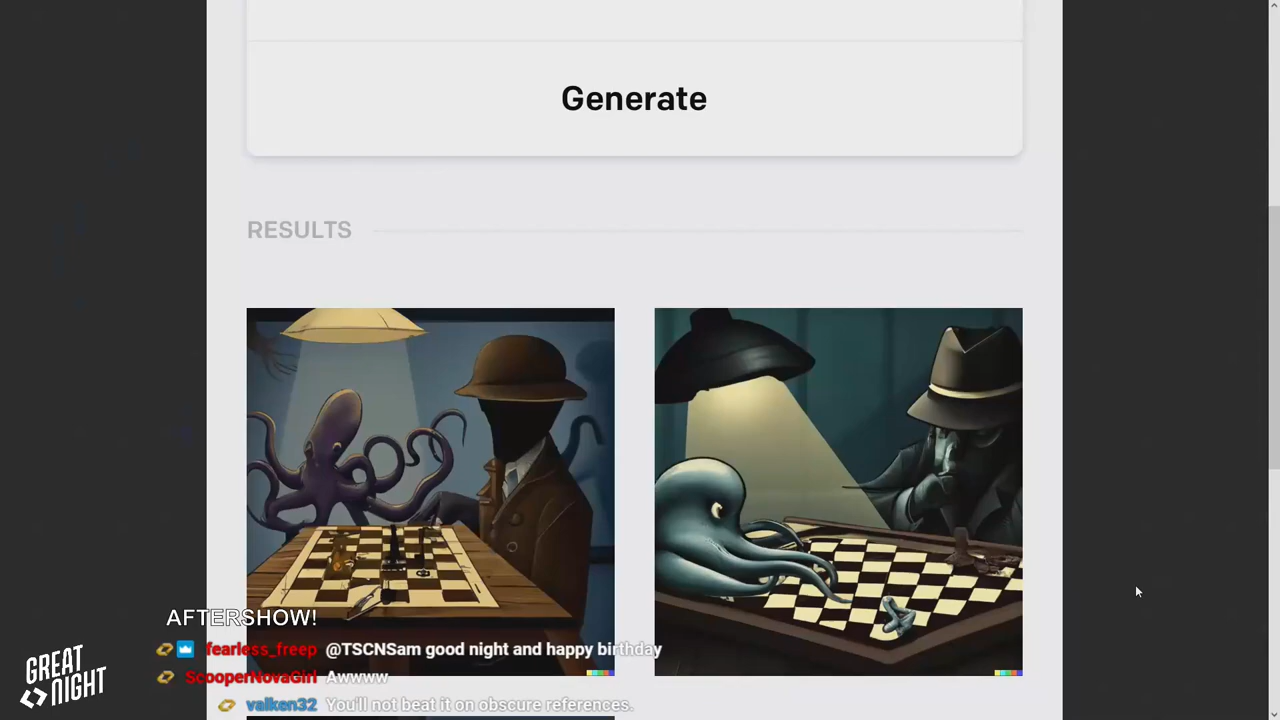 Generate
RESULTS
AFTERSHOW!
fearless_freep @TSCNSam good night and happy birthday
ScooperNovaGirl Awwww
valken32 You'll not beat it on obscure references.
GREAT
NIGHT